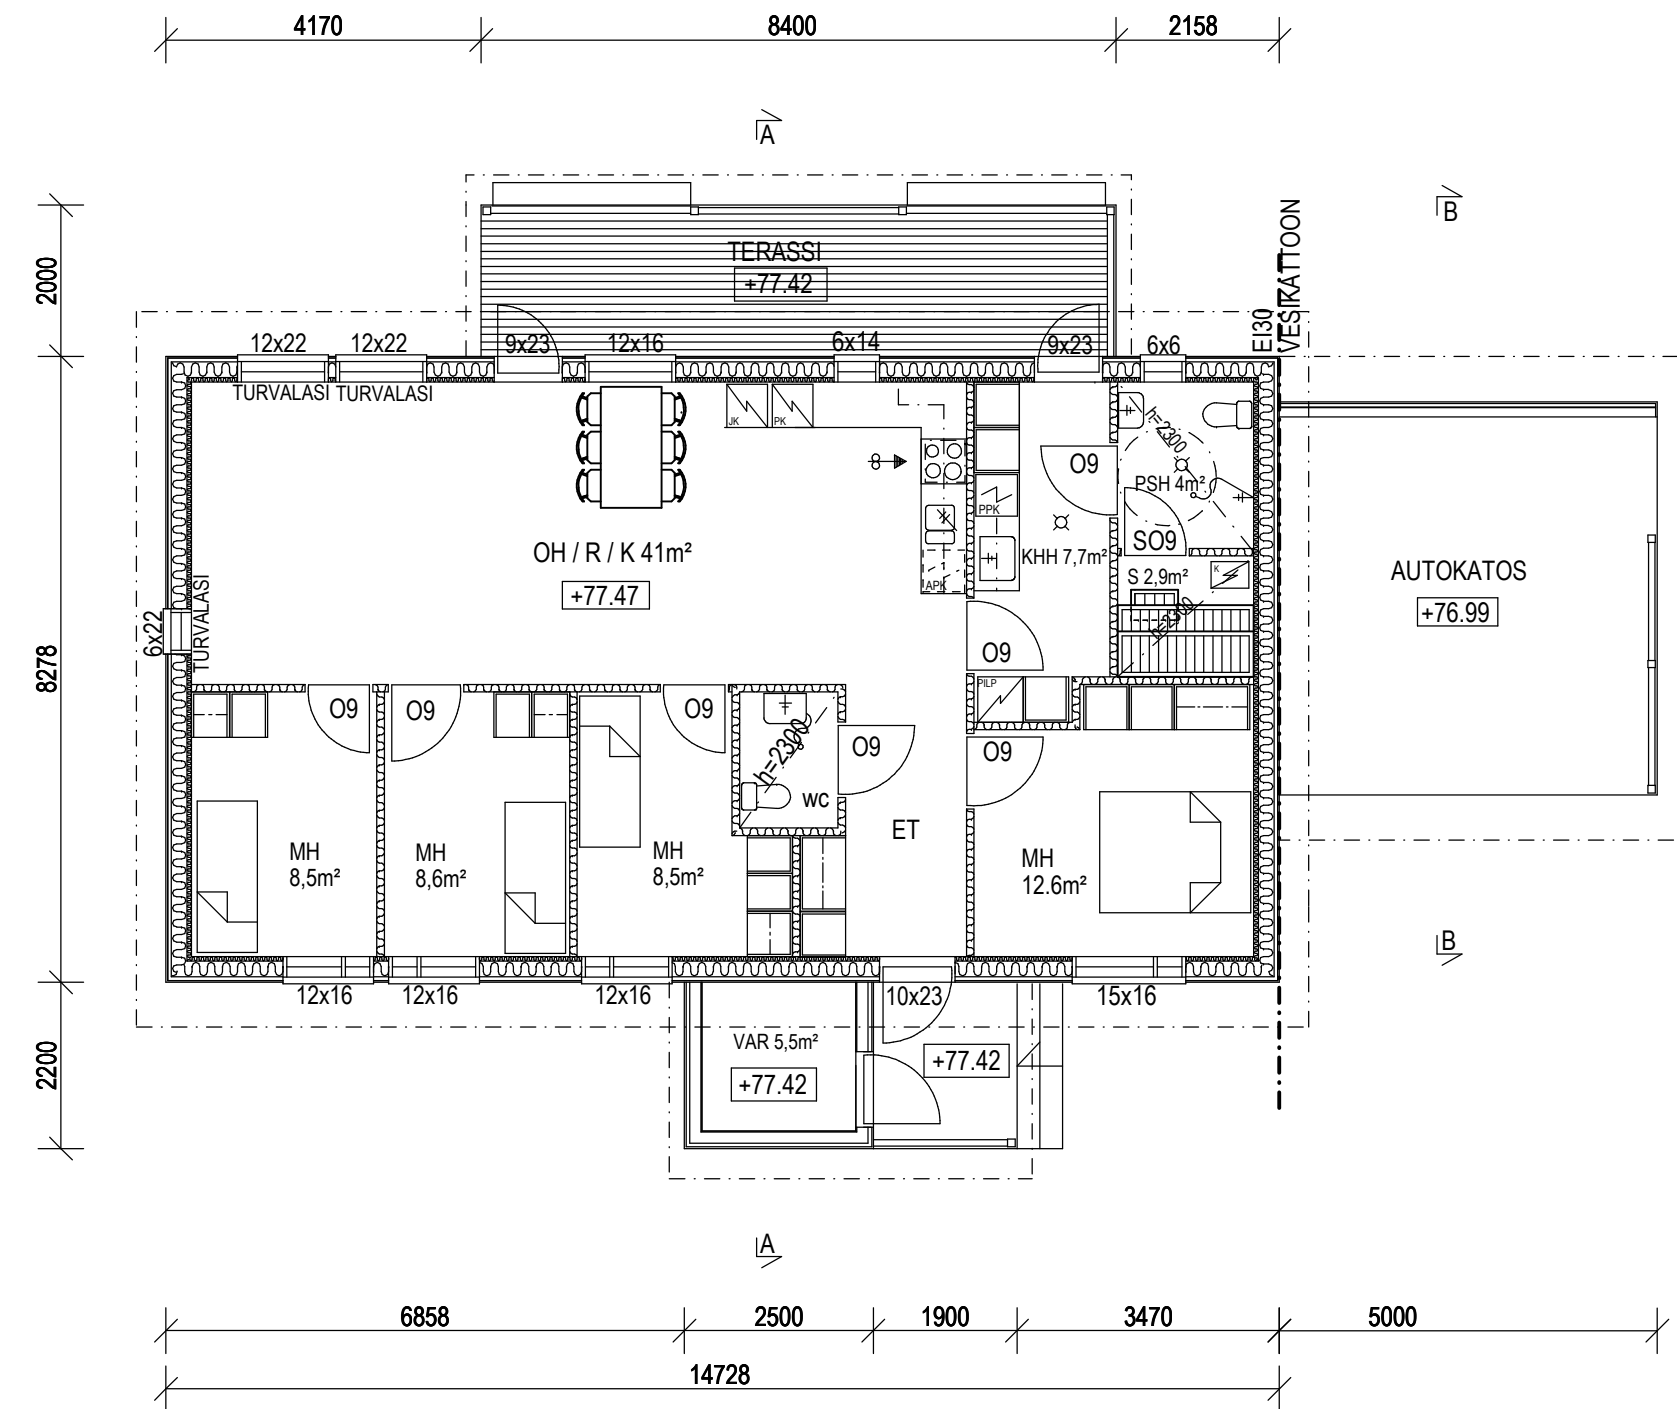 4170
8400
2158
A
B
TERASSI
+77.42
2000
EI30
VESIKATTOON
12x22
12x22
9x23
12x16
6x14
9x23
6x6
TURVALASI
TURVALASI
JK
PK
h=2300
O9
PSH 4m²
PPK
SO9
OH / R / K 41m²
KHH 7,7m²
+77.47
APK
S 2,9m²
K
h=2300
AUTOKATOS
+76.99
6x22
TURVALASI
8278
O9
PILP
O9
O9
O9
h=2300
O9
O9
WC
ET
MH
8,5m²
MH
8,6m²
MH
8,5m²
MH
12.6m²
B
12x16
12x16
12x16
10x23
15x16
VAR 5,5m²
+77.42
+77.42
2200
A
6858
2500
1900
3470
5000
14728